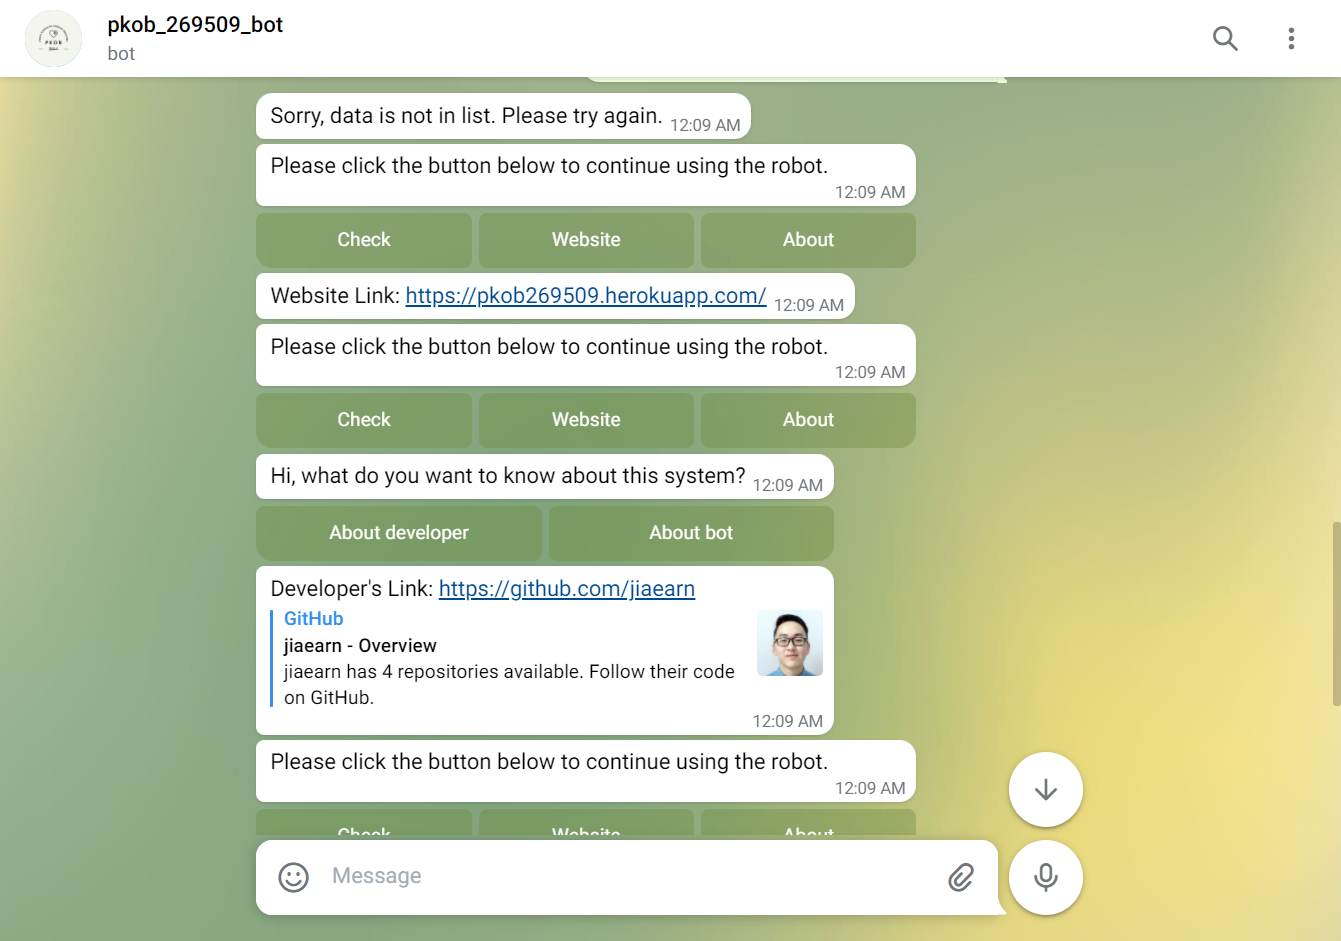 pkob_269509_bot
bot
PKOB
Sorry, data is not in list. Please try again. 12:09 AM
Please click the button below to continue using the robot.
12:09 AM
Check Website About
Website Link: https://pkob269509.herokuapp.com/ 12:09 AM
Please click the button below to continue using the robot.
12:09 AM
Check Website About
Hi, what do you want to know about this system? 12:09 AM
About developer About bot
Developer's Link: https://github.com/jiaearn
GitHub
jiaearn - Overview
jiaearn has 4 repositories available. Follow their code
on GitHub.
12:09 AM
Please click the button below to continue using the robot.
12:09 AM
Check Website About
Message